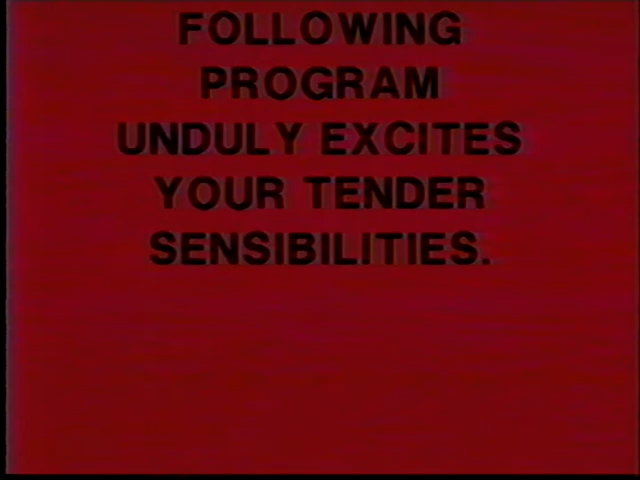 FOLLOWING
PROGRAM
UNDULY EXCITES
YOUR TENDER
SENSIBILITIES.